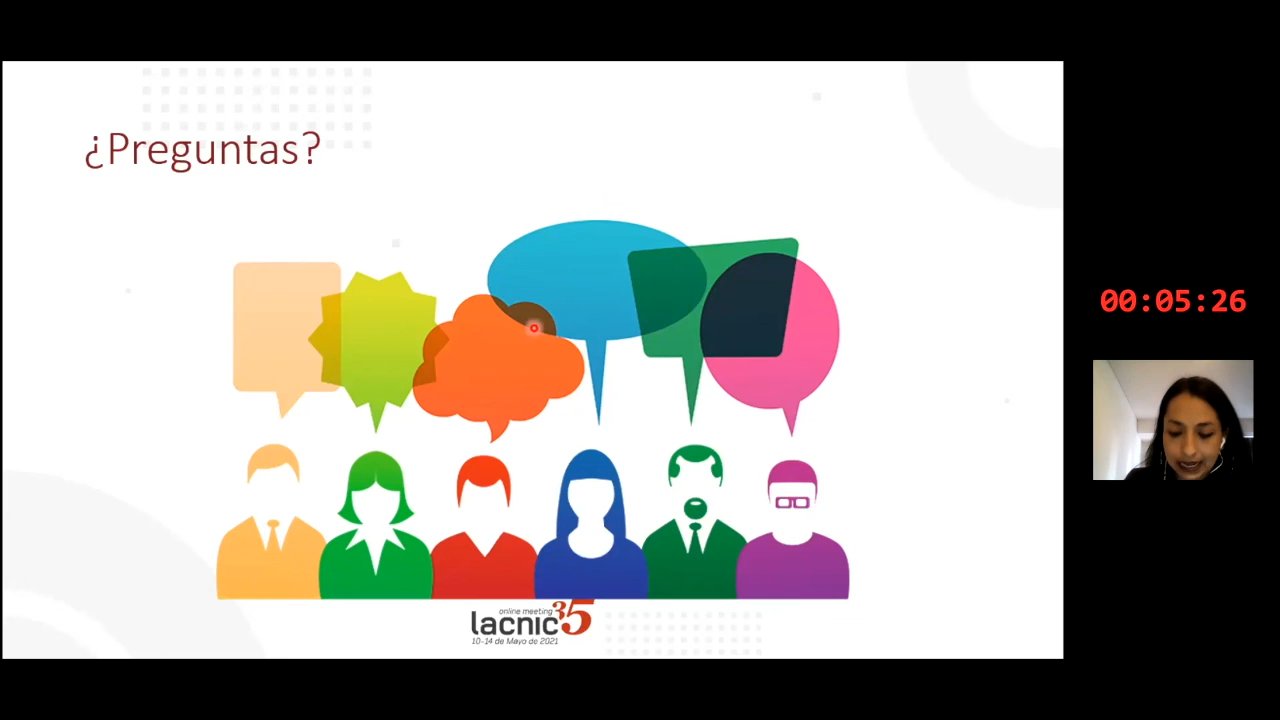 ¿Preguntas?
00:05:26
online meeting
lacnic35
10-14 de Mayo de 2021